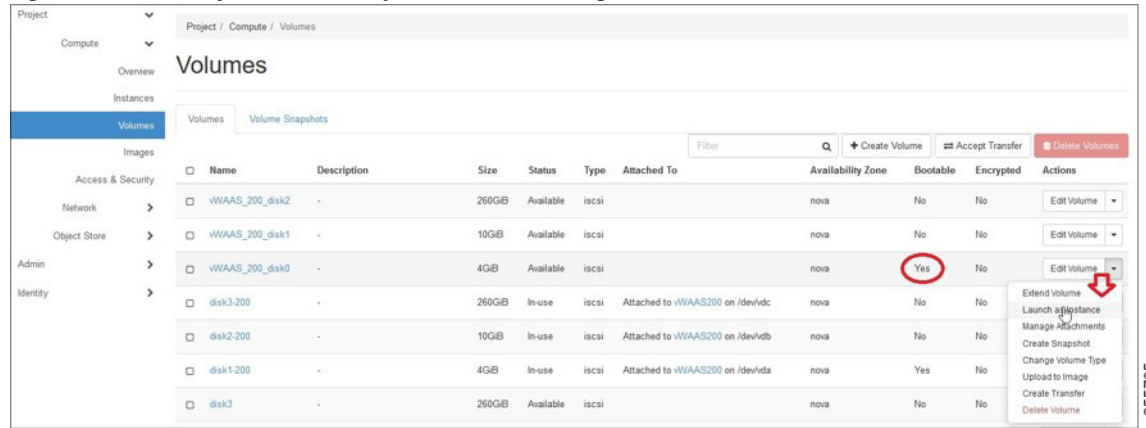 Project
Project / Compute / Volumes
Compute
Overview
Volumes
Instances
Volumes
Volumes Volume Snapshots
Images
Filter + Create Volume Accept Transfer Delete Volumes
Access & Security
Name Description Size Status Type Attached To Availability Zone Bootable Encrypted Actions
Network
vWAAS_200_disk2 - 260GiB Available iscsi nova No No Edit Volume
Object Store
vWAAS_200_disk1 - 10GiB Available iscsi nova No No Edit Volume
Admin
vWAAS_200_disk0 - 4GiB Available iscsi nova Yes No Edit Volume
Identity
Extend Volume
disk3-200 - 260GiB In-use iscsi Attached to vWAAS200 on /dev/vdc nova No No
Launch as Instance
Manage Attachments
disk2-200 - 10GiB In-use iscsi Attached to vWAAS200 on /dev/vdb nova No No
Create Snapshot
Change Volume Type
disk1-200 - 4GiB In-use iscsi Attached to vWAAS200 on /dev/vda nova Yes No
Upload to Image
Create Transfer
disk3 - 260GiB Available iscsi nova No No
Delete Volume